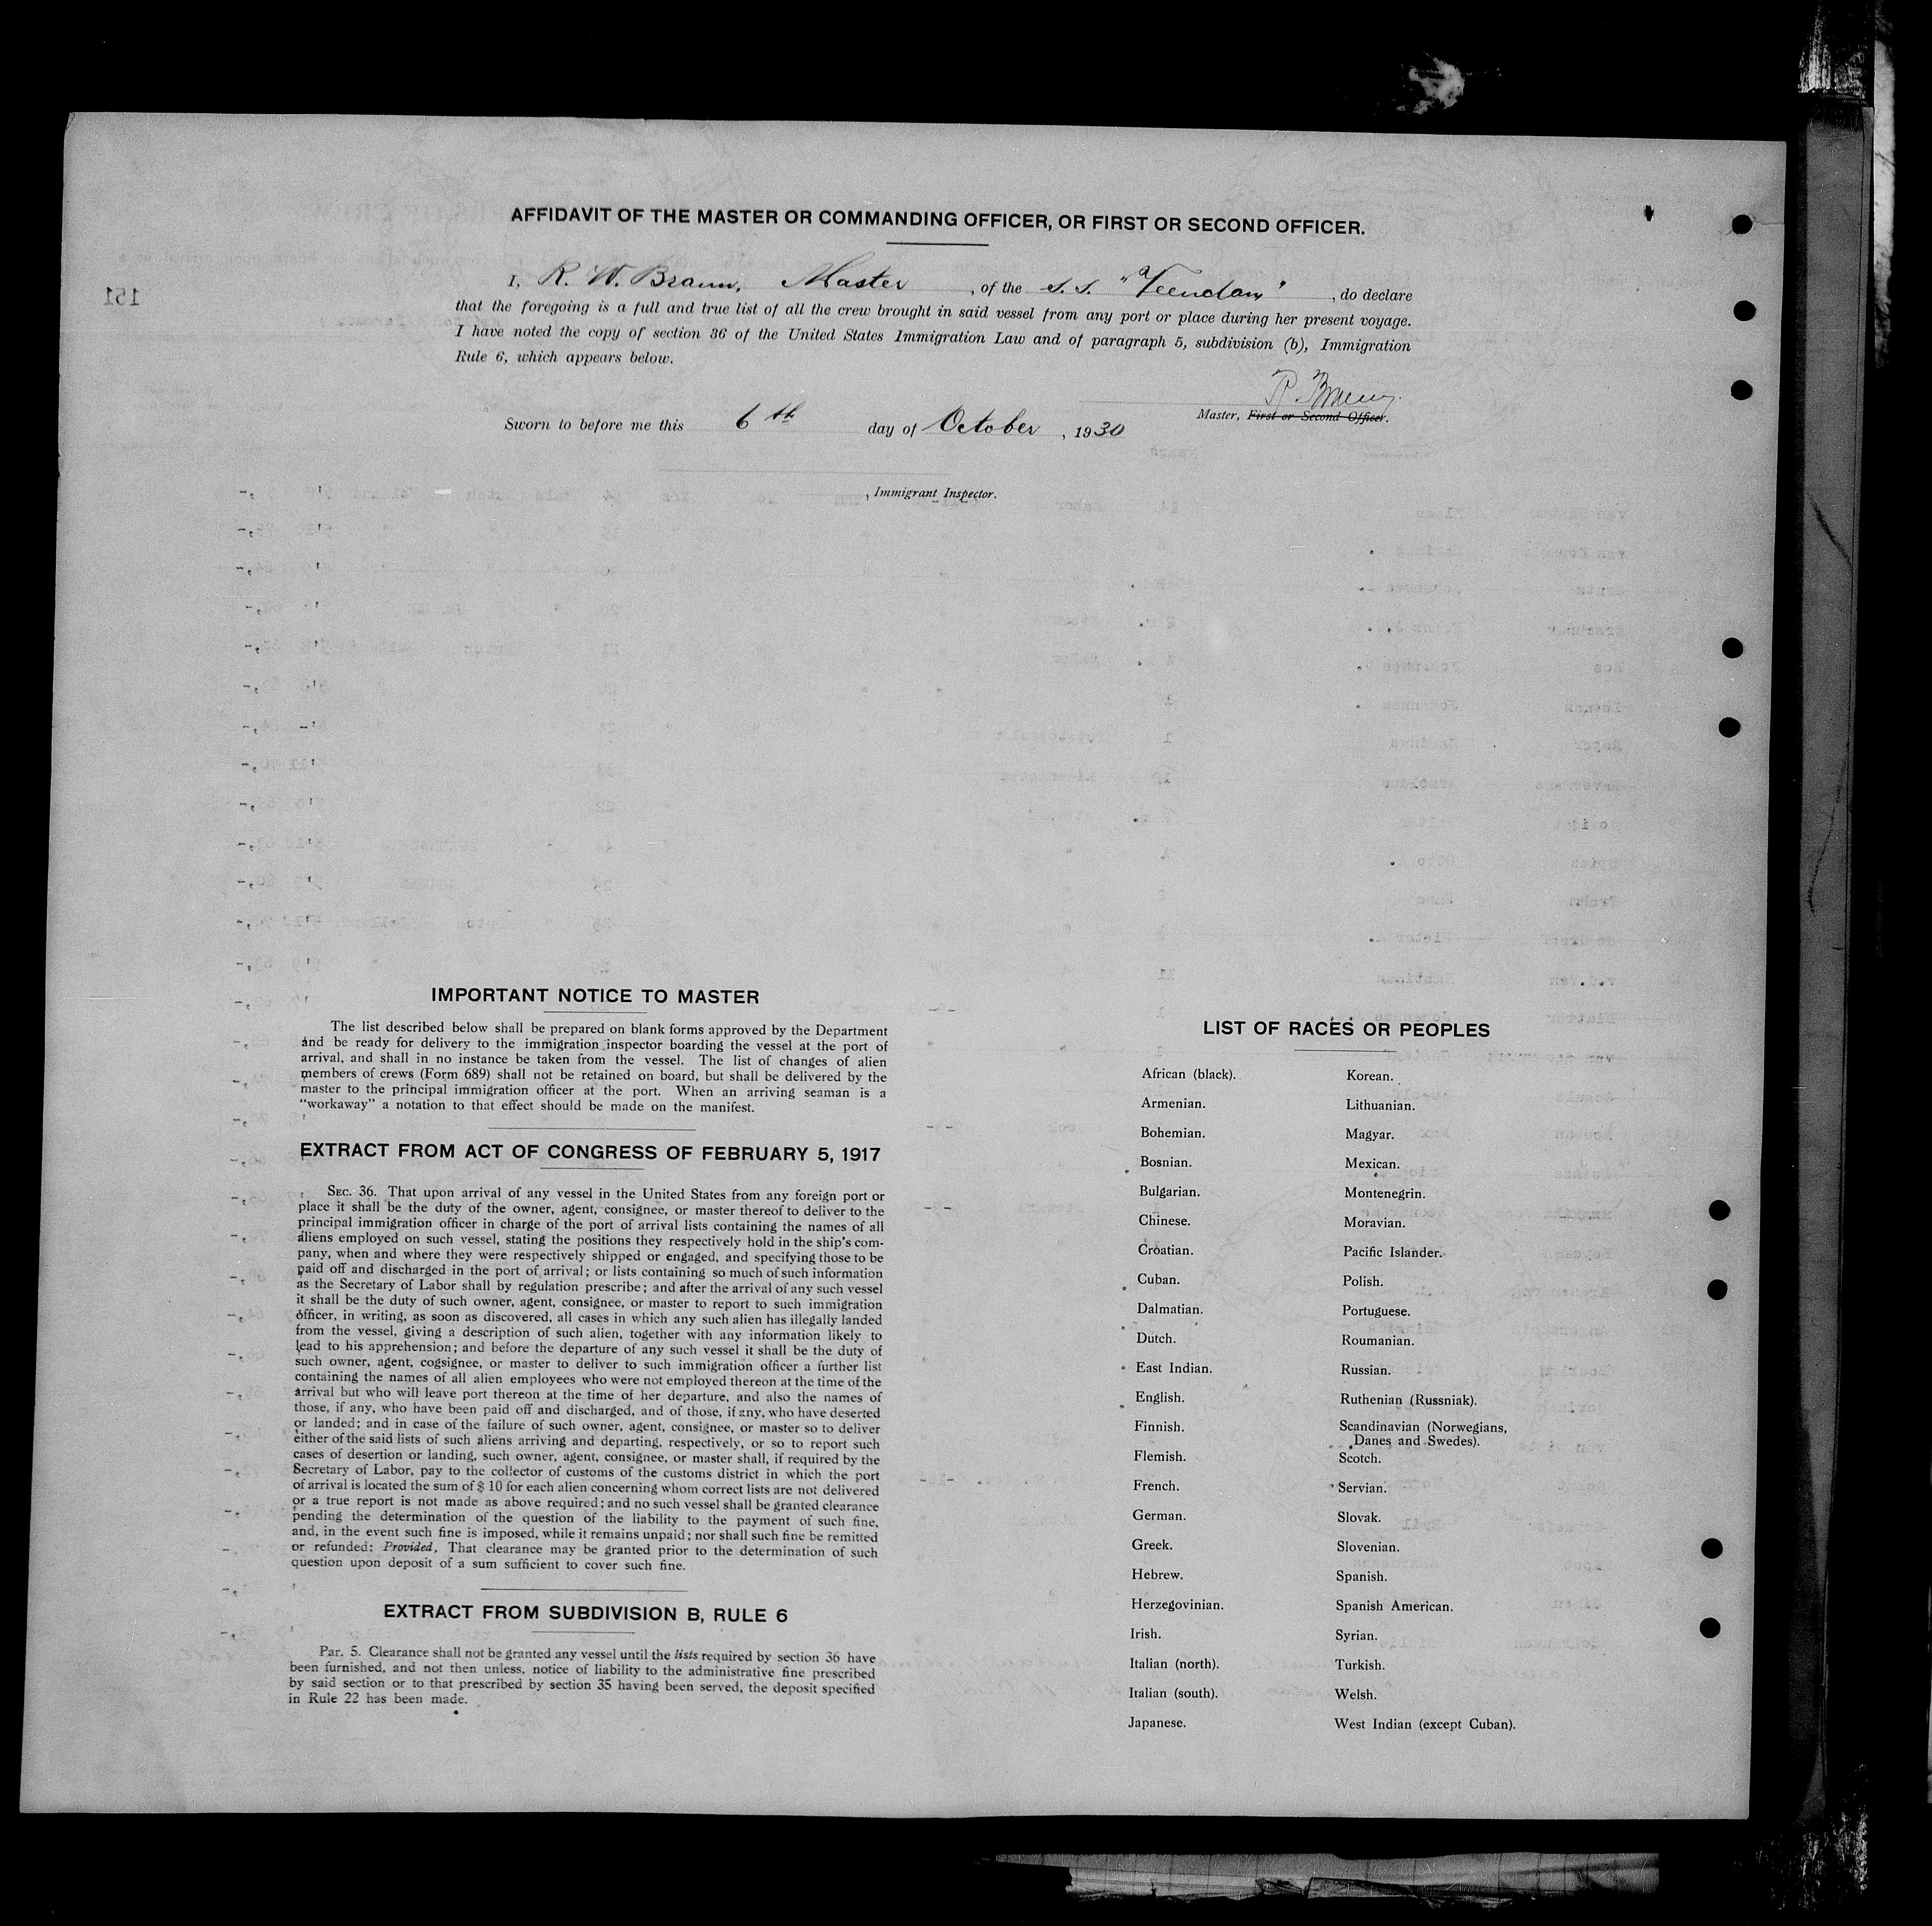 AFFIDAVIT OF THE MASTER OR COMMANDING OFFICER, OR FIRST OR SECOND OFFICER.
I, R. W. Braun, Master, of the S.S. "Veendam", do declare
that the foregoing is a full and true list of all the crew brought in said vessel from any port or place during her present voyage.
I have noted the copy of section 36 of the United States Immigration Law and of paragraph 5, subdivision (b), Immigration
Rule 6, which appears below.
Master, First or Second Officer.
Sworn to before me this 6th day of October, 1930
, Immigrant Inspector.
151
IMPORTANT NOTICE TO MASTER
The list described below shall be prepared on blank forms approved by the Department
and be ready for delivery to the immigration inspector boarding the vessel at the port of
arrival, and shall in no instance be taken from the vessel. The list of changes of alien
members of crews (Form 689) shall not be retained on board, but shall be delivered by the
master to the principal immigration officer at the port. When an arriving seaman is a
"workaway" a notation to that effect should be made on the manifest.
EXTRACT FROM ACT OF CONGRESS OF FEBRUARY 5, 1917
SEC. 36. That upon arrival of any vessel in the United States from any foreign port or
place it shall be the duty of the owner, agent, consignee, or master thereof to deliver to the
principal immigration officer in charge of the port of arrival lists containing the names of all
aliens employed on such vessel, stating the positions they respectively hold in the ship's com-
pany, when and where they were respectively shipped or engaged, and specifying those to be
paid off and discharged in the port of arrival; or lists containing so much of such information
as the Secretary of Labor shall by regulation prescribe; and after the arrival of any such vessel
it shall be the duty of such owner, agent, consignee, or master to report to such immigration
officer, in writing, as soon as discovered, all cases in which any such alien has illegally landed
from the vessel, giving a description of such alien, together with any information likely to
lead to his apprehension; and before the departure of any such vessel it shall be the duty of
such owner, agent, cogsignee, or master to deliver to such immigration officer a further list
containing the names of all alien employees who were not employed thereon at the time of the
arrival but who will leave port thereon at the time of her departure, and also the names of
those, if any, who have been paid off and discharged, and of those, if any, who have deserted
or landed; and in case of the failure of such owner, agent, consignee, or master so to deliver
either of the said lists of such aliens arriving and departing, respectively, or so to report such
cases of desertion or landing, such owner, agent, consignee, or master shall, if required by the
Secretary of Labor, pay to the collector of customs of the customs district in which the port
of arrival is located the sum of $ 10 for each alien concerning whom correct lists are not delivered
or a true report is not made as above required; and no such vessel shall be granted clearance
pending the determination of the question of the liability to the payment of such fine,
and, in the event such fine is imposed, while it remains unpaid; nor shall such fine be remitted
or refunded: Provided, That clearance may be granted prior to the determination of such
question upon deposit of a sum sufficient to cover such fine.
EXTRACT FROM SUBDIVISION B, RULE 6
Par. 5. Clearance shall not be granted any vessel until the lists required by section 36 have
been furnished, and not then unless, notice of liability to the administrative fine prescribed
by said section or to that prescribed by section 35 having been served, the deposit specified
in Rule 22 has been made.
LIST OF RACES OR PEOPLES
African (black).
Armenian.
Bohemian.
Bosnian.
Bulgarian.
Chinese.
Croatian.
Cuban.
Dalmatian.
Dutch.
East Indian.
English.
Finnish.
Flemish.
French.
German.
Greek.
Hebrew.
Herzegovinian.
Irish.
Italian (north).
Italian (south).
Japanese.
Korean.
Lithuanian.
Magyar.
Mexican.
Montenegrin.
Moravian.
Pacific Islander.
Polish.
Portuguese.
Roumanian.
Russian.
Ruthenian (Russniak).
Scandinavian (Norwegians,
Danes and Swedes).
Scotch.
Servian.
Slovak.
Slovenian.
Spanish.
Spanish American.
Syrian.
Turkish.
Welsh.
West Indian (except Cuban).